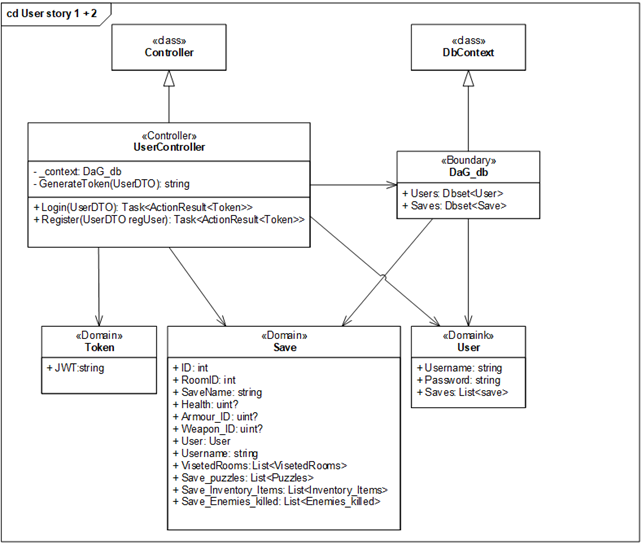 cd User story 1 + 2
«class»
Controller
«class»
DbContext
«Controller»
UserController
- _context: DaG_db
- GenerateToken(UserDTO): string
+ Login(UserDTO): Task<ActionResult<Token>>
+ Register(UserDTO regUser): Task<ActionResult<Token>>
«Boundary»
DaG_db
+ Users: Dbset<User>
+ Saves: Dbset<Save>
«Domain»
Token
+ JWT:string
«Domain»
Save
+ ID: int
+ RoomID: int
+ SaveName: string
+ Health: uint?
+ Armour_ID: uint?
+ Weapon_ID: uint?
+ User: User
+ Username: string
+ VisetedRooms: List<VisetedRooms>
+ Save_puzzles: List<Puzzles>
+ Save_Inventory_Items: List<Inventory_Items>
+ Save_Enemies_killed: List<Enemies_killed>
«Domaink»
User
+ Username: string
+ Password: string
+ Saves: List<save>